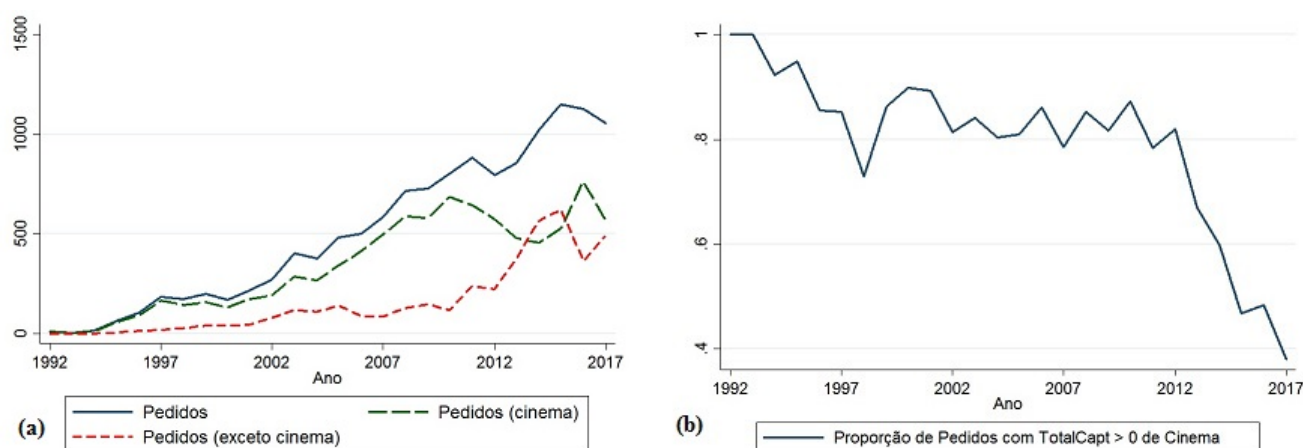 1500
1000
500
0
1992
1997
2002
2007
2012
2017
Ano
(a)
Pedidos
Pedidos (cinema)
Pedidos (exceto cinema)
1
.8
.6
.4
1992
1997
2002
2007
2012
2017
Ano
(b)
Proporção de Pedidos com TotalCapt > 0 de Cinema